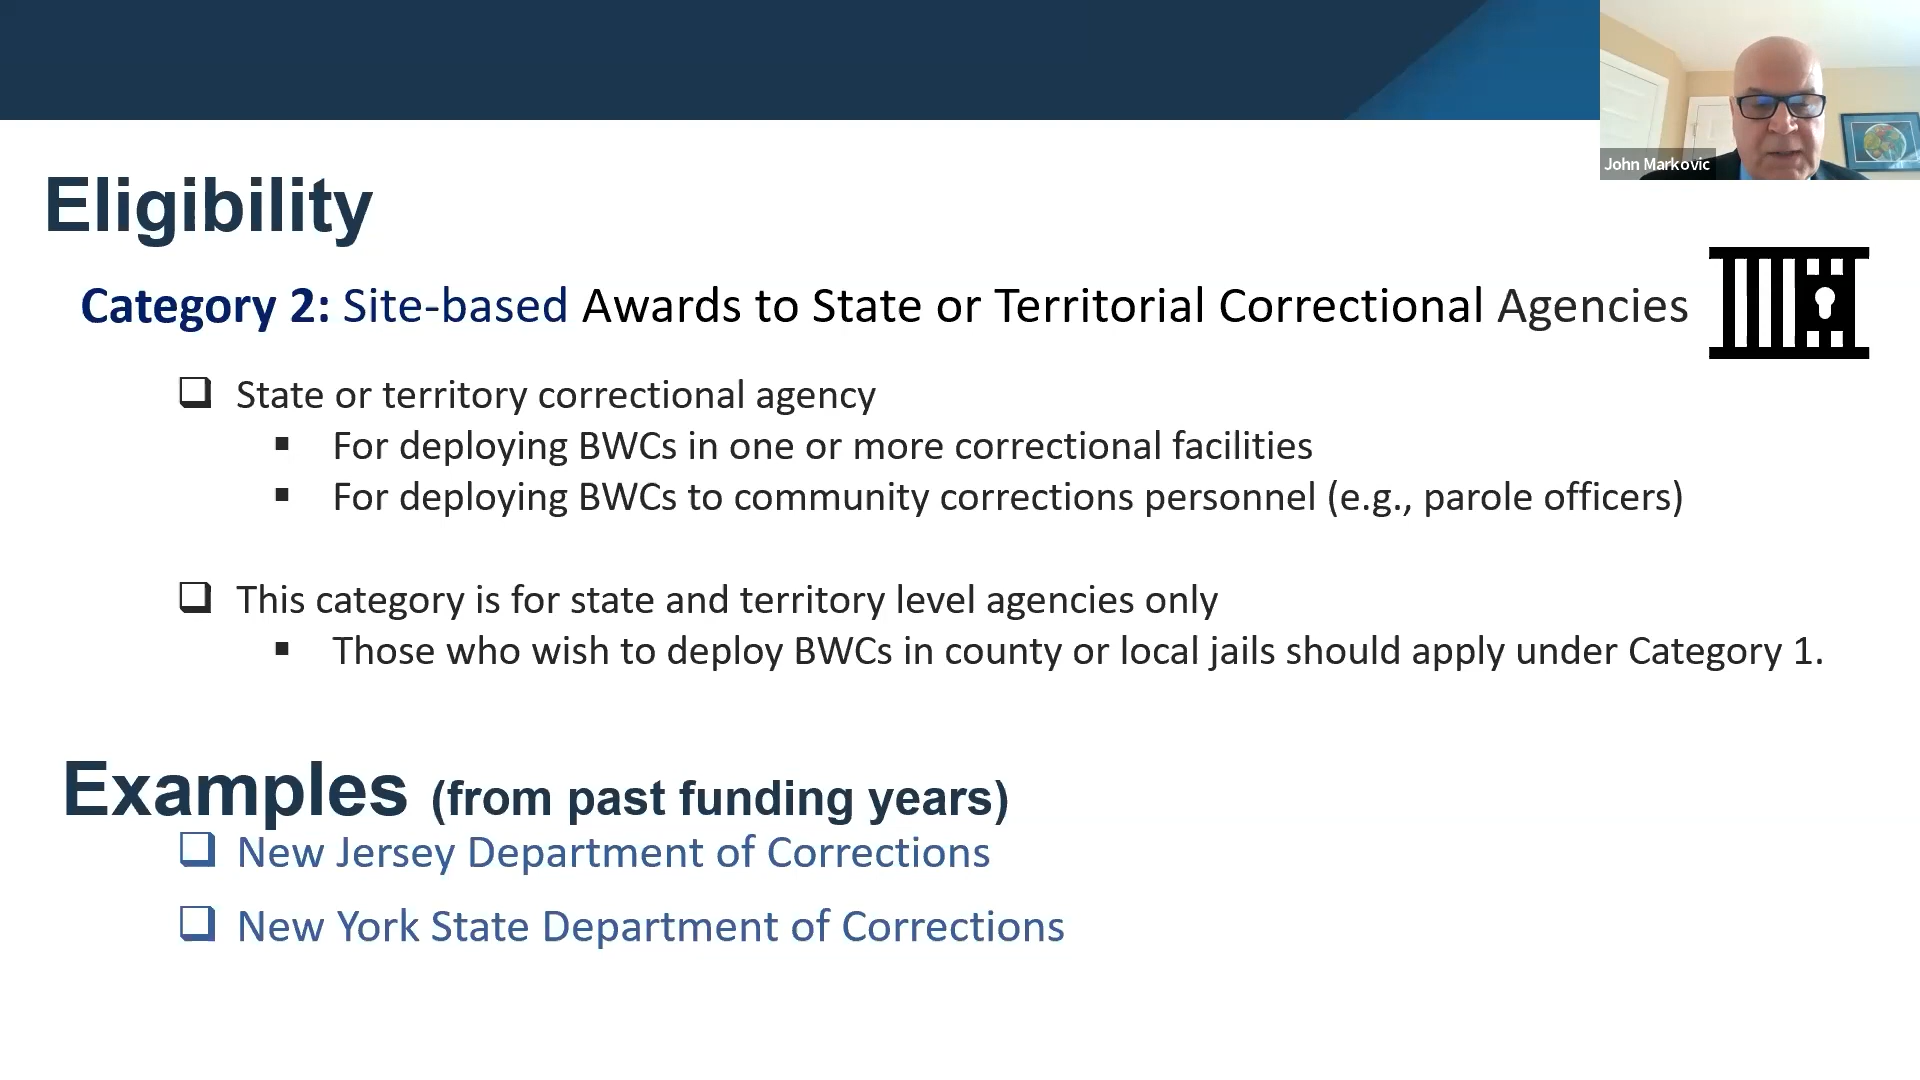 John Markovic
Eligibility
Category 2: Site-based Awards to State or Territorial Correctional Agencies
❑ State or territory correctional agency
▪ For deploying BWCs in one or more correctional facilities
▪ For deploying BWCs to community corrections personnel (e.g., parole officers)
❑ This category is for state and territory level agencies only
▪ Those who wish to deploy BWCs in county or local jails should apply under Category 1.
Examples (from past funding years)
❑ New Jersey Department of Corrections
❑ New York State Department of Corrections